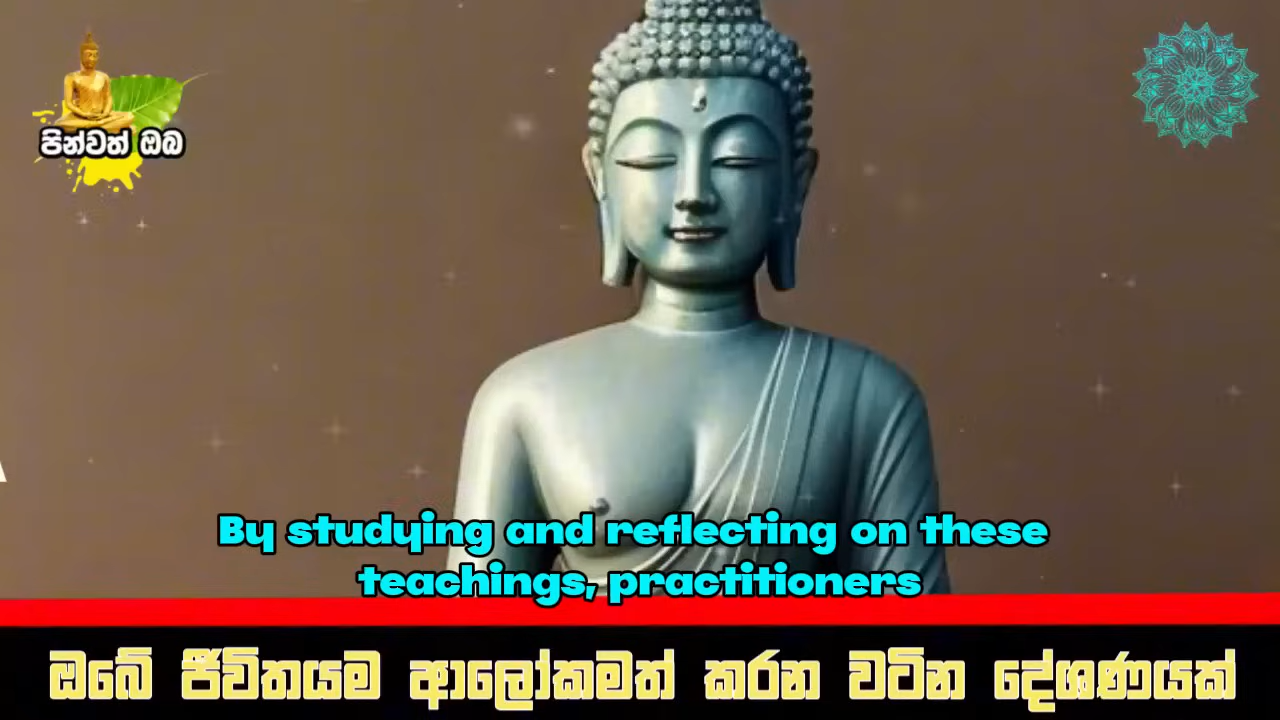 පින්වත් ඔබ
By studying and reflecting on these
teachings, practitioners
ඔබේ ජීවිතයම ආලෝකමත් කරන වටින දේශණයක්